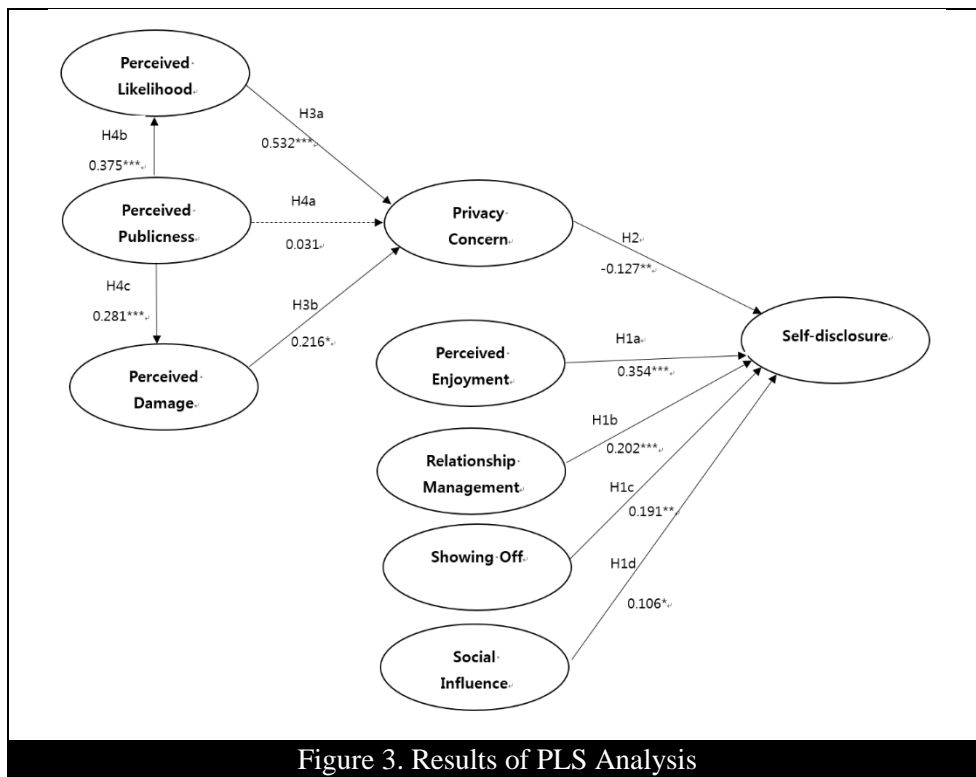 Perceived
Likelihood
H3a
0.532***
H4b
0.375***
Perceived
Publicness
H4a
0.031
Privacy
Concern
H2
-0.127**
H4c
0.281***
H3b
0.216*
Perceived
Damage
Perceived
Enjoyment
H1a
0.354***
Self-disclosure
H1b
0.202***
Relationship
Management
H1c
0.191**
Showing Off
H1d
0.106*
Social
Influence
Figure 3. Results of PLS Analysis